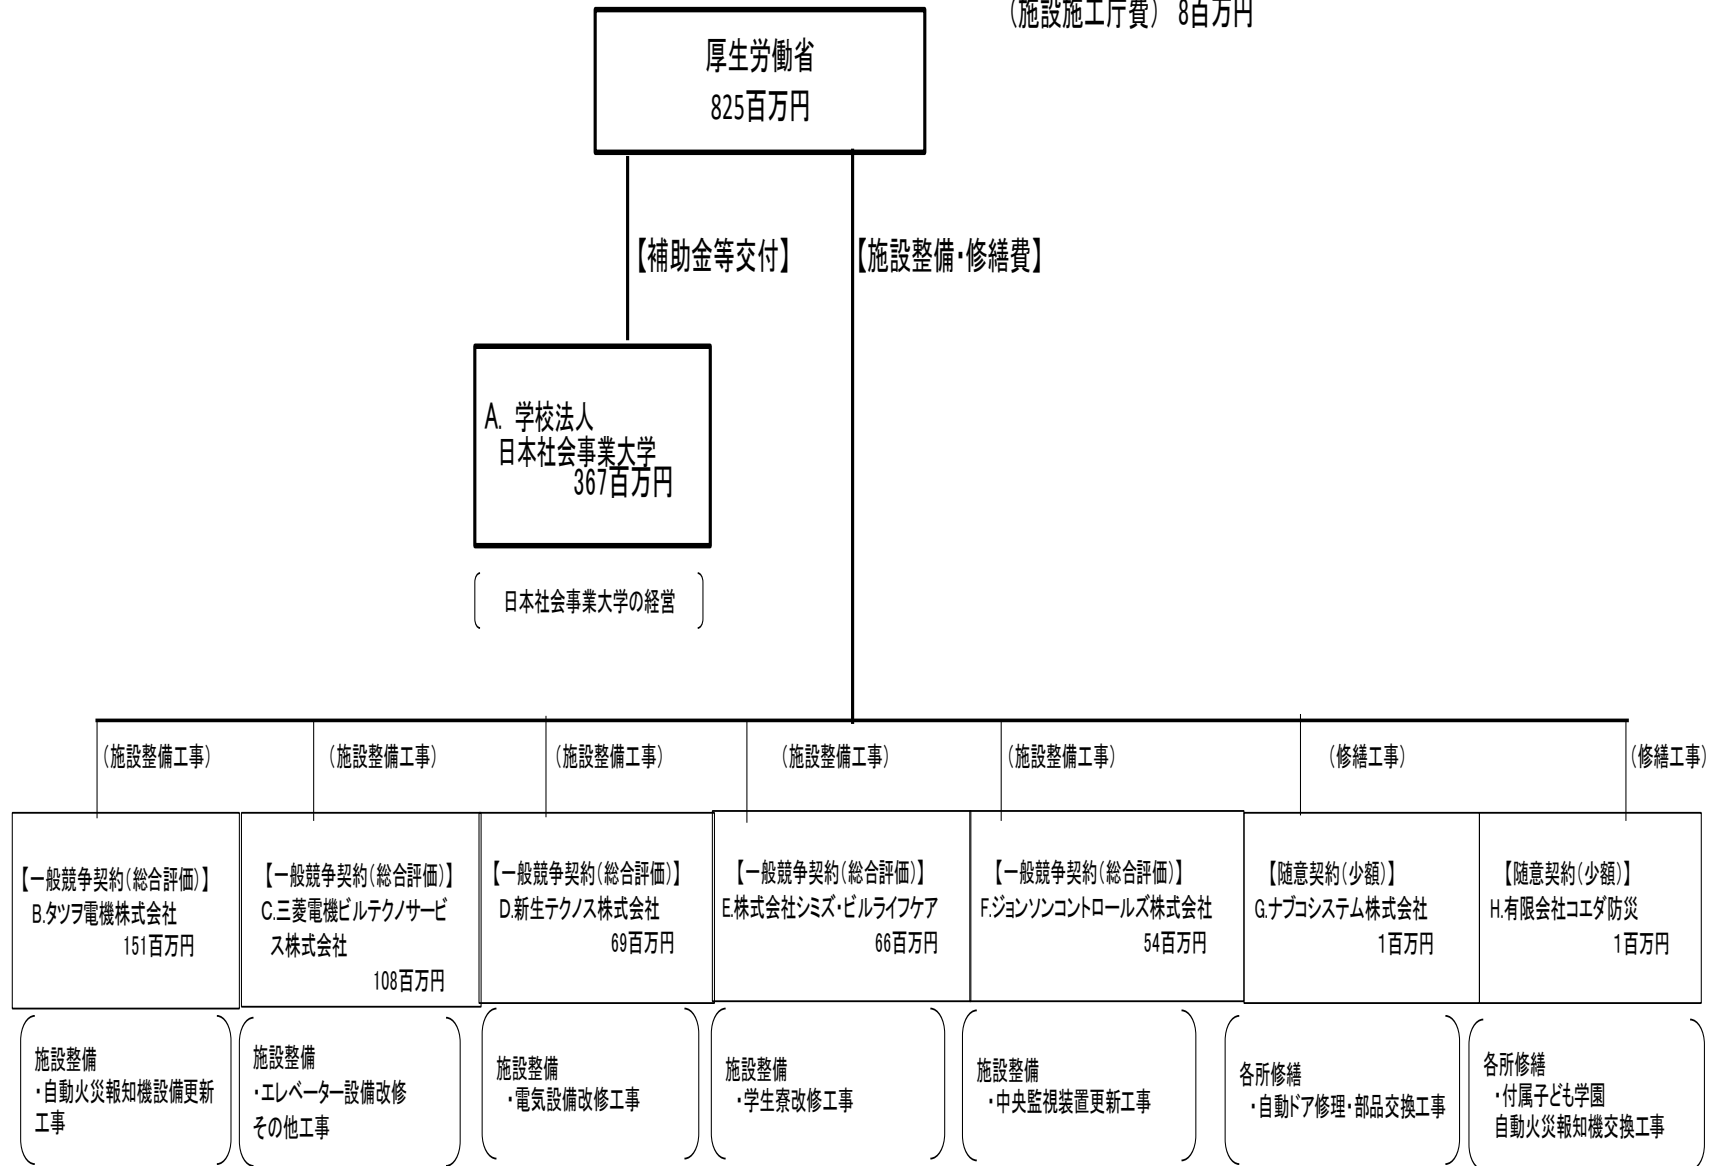 (施設施工庁費) 8百万円
厚生労働省
825百万円
【補助金等交付】
【施設整備・修繕費】
A. 学校法人
日本社会事業大学
367百万円
日本社会事業大学の経営
(施設整備工事)
(施設整備工事)
(施設整備工事)
(施設整備工事)
(施設整備工事)
(修繕工事)
(修繕工事)
【一般競争契約(総合評価)】
B.タツヲ電機株式会社
151百万円
【一般競争契約(総合評価)】
C.三菱電機ビルテクノサービ
ス株式会社
108百万円
【一般競争契約(総合評価)】
D.新生テクノス株式会社
69百万円
【一般競争契約(総合評価)】
E.株式会社シミズ・ビルライフケア
66百万円
【一般競争契約(総合評価)】
F.ジョンソンコントロールズ株式会社
54百万円
【随意契約(少額)】
G.ナブコシステム株式会社
1百万円
【随意契約(少額)】
H.有限会社コエダ防災
1百万円
施設整備
・自動火災報知機設備更新
工事
施設整備
・エレベーター設備改修
その他工事
施設整備
・電気設備改修工事
施設整備
・学生寮改修工事
施設整備
・中央監視装置更新工事
各所修繕
・自動ドア修理・部品交換工事
各所修繕
・付属子ども学園
自動火災報知機交換工事